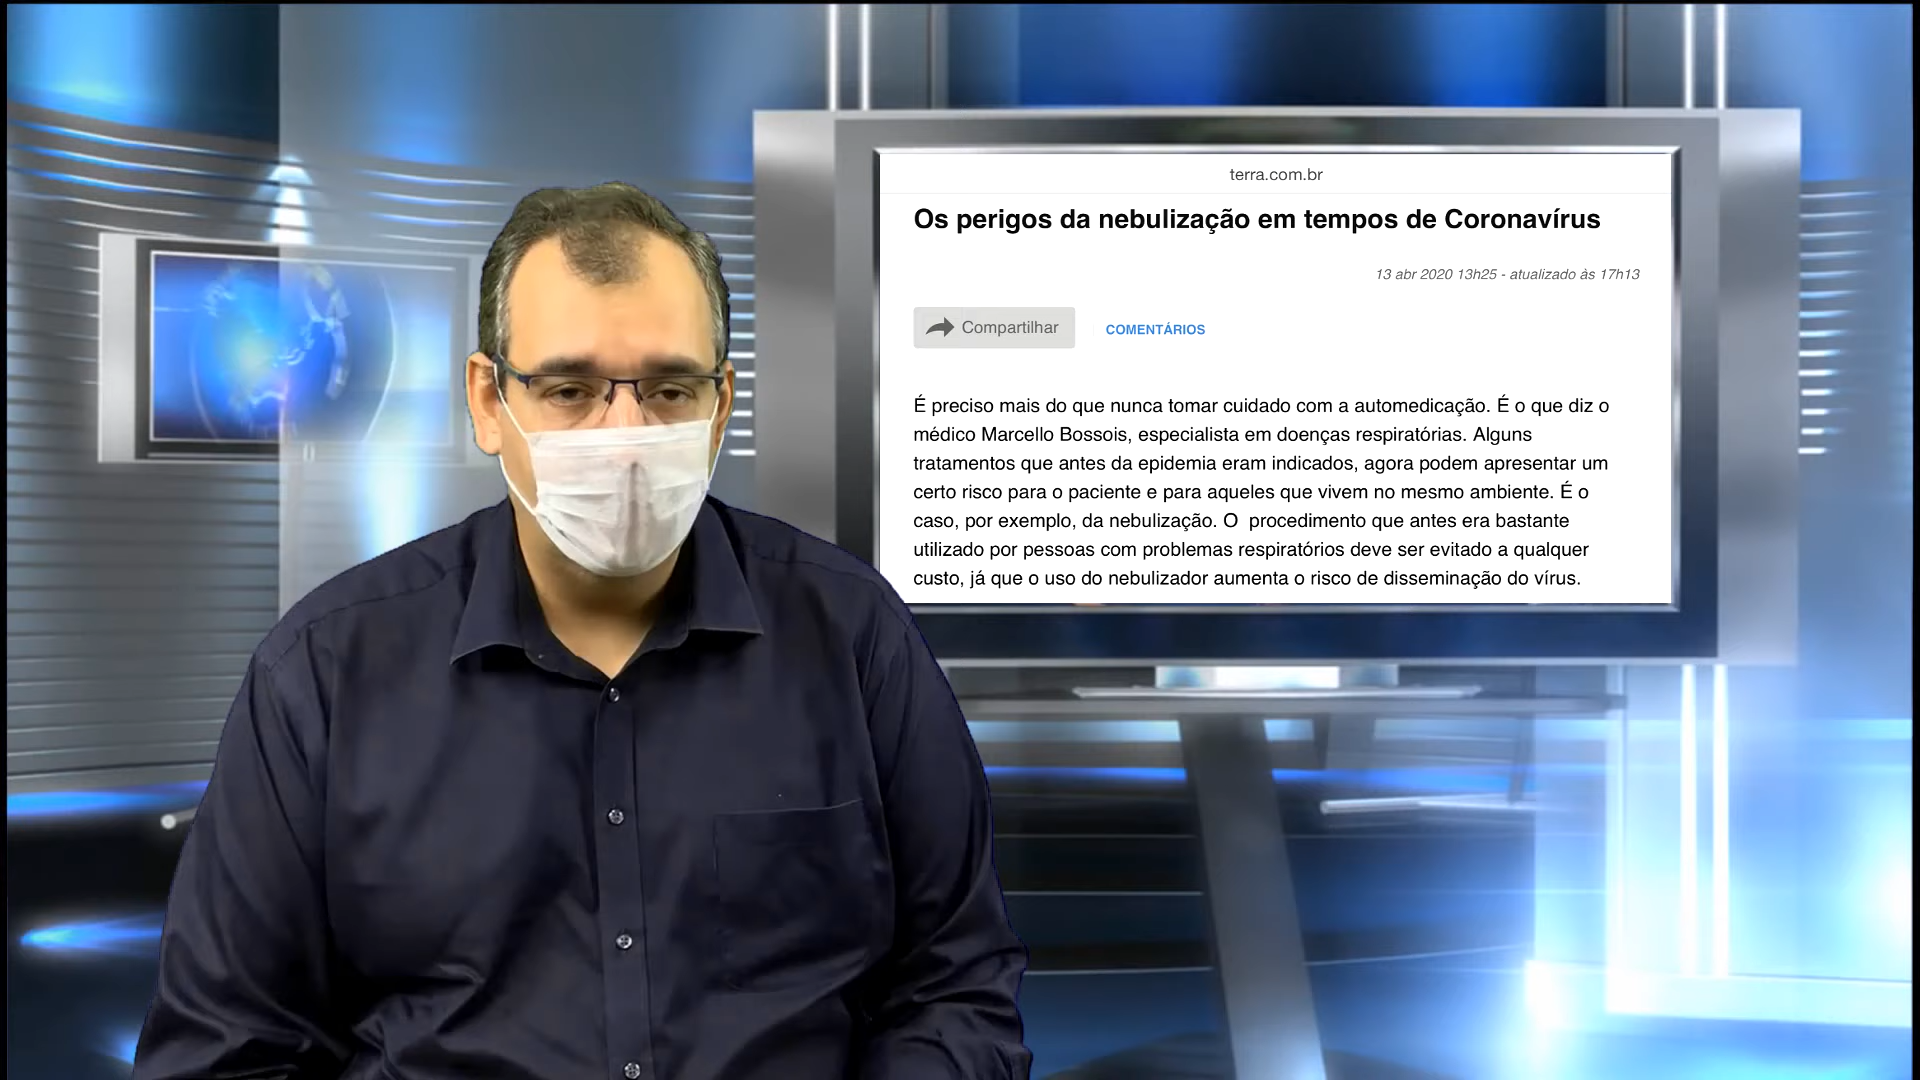 terra.com.br
Os perigos da nebulização em tempos de Coronavírus
13 abr 2020 13h25 - atualizado às 17h13
Compartilhar
COMENTÁRIOS
É preciso mais do que nunca tomar cuidado com a automedicação. É o que diz o
médico Marcello Bossois, especialista em doenças respiratórias. Alguns
tratamentos que antes da epidemia eram indicados, agora podem apresentar um
certo risco para o paciente e para aqueles que vivem no mesmo ambiente. É o
caso, por exemplo, da nebulização. O  procedimento que antes era bastante
utilizado por pessoas com problemas respiratórios deve ser evitado a qualquer
custo, já que o uso do nebulizador aumenta o risco de disseminação do vírus.